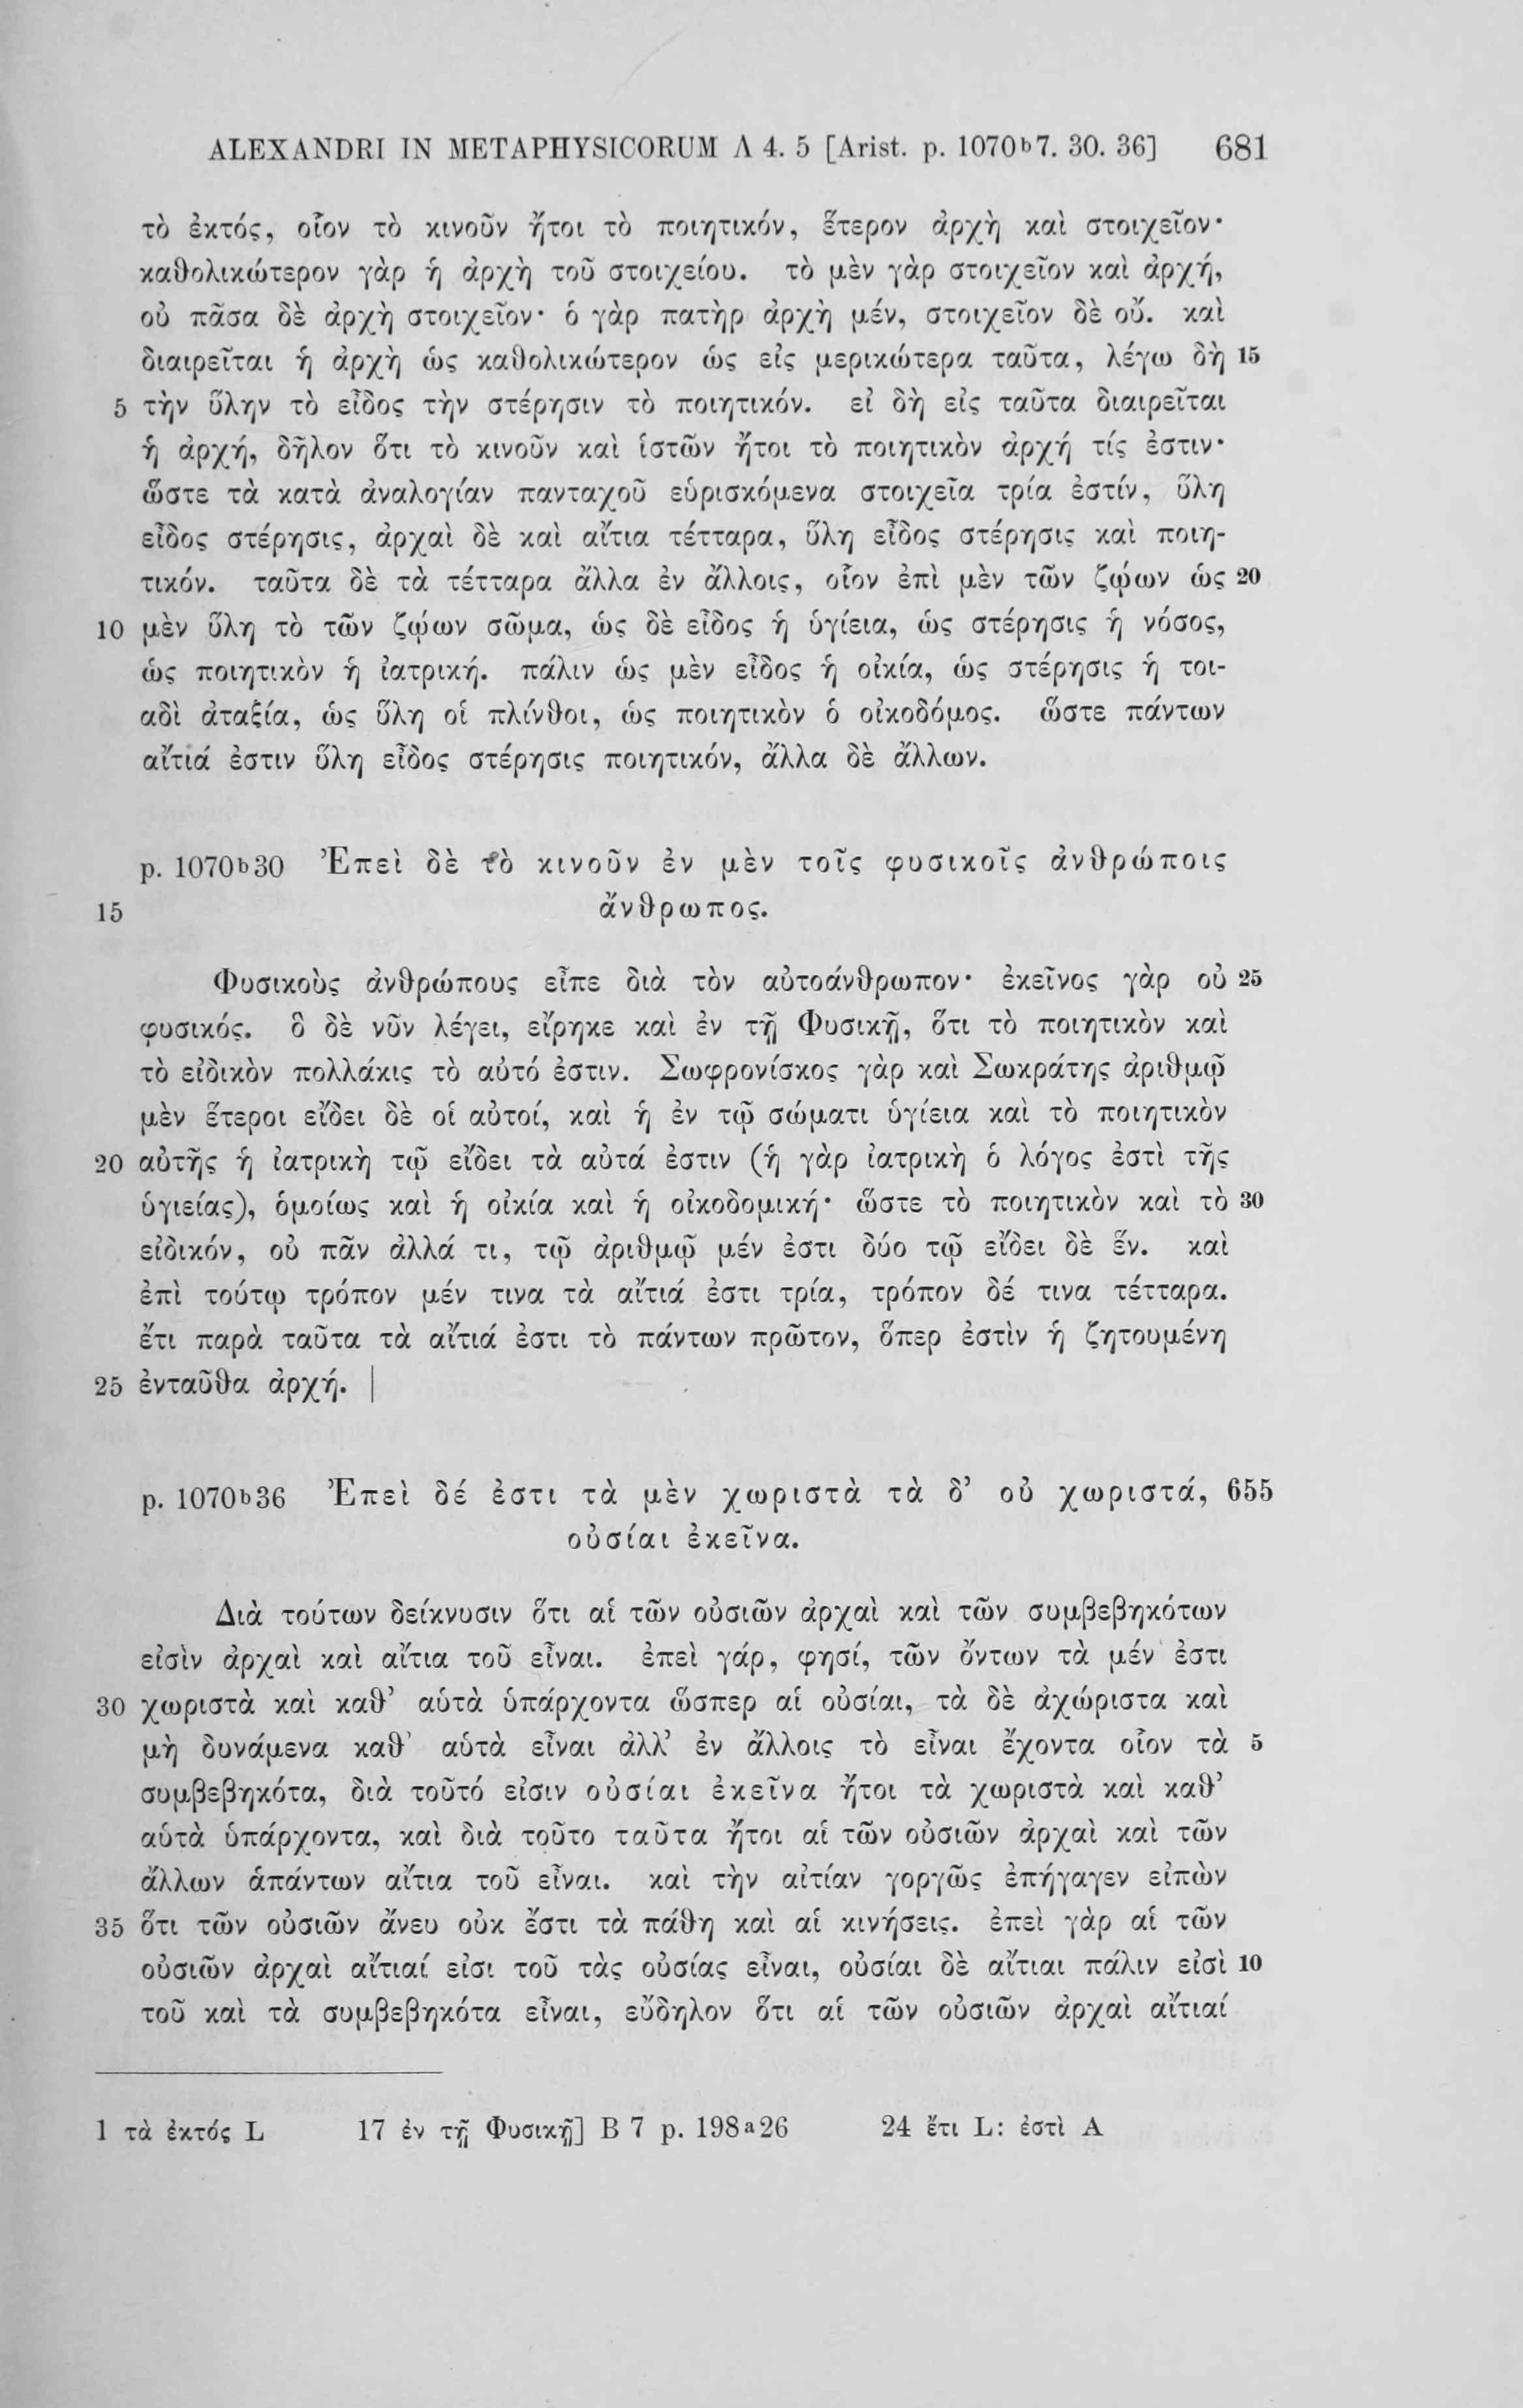 ALEXANDRI IN METAPHYSICORUM Λ 4. 5 [Arist. p. 1070ᵇ7. 30. 36] 681
τὸ ἐκτός, οἷον τὸ κινοῦν ἤτοι τὸ ποιητικόν, ἕτερον ἀρχὴ καὶ στοιχεῖον·
καθολικώτερον γὰρ ἡ ἀρχὴ τοῦ στοιχείου. τὸ μὲν γὰρ στοιχεῖον καὶ ἀρχή,
οὐ πᾶσα δὲ ἀρχὴ στοιχεῖον· ὁ γὰρ πατὴρ ἀρχὴ μέν, στοιχεῖον δὲ οὔ. καὶ
διαιρεῖται ἡ ἀρχὴ ὡς καθολικώτερον ὡς εἰς μερικώτερα ταῦτα, λέγω δὴ 15
5 τὴν ὕλην τὸ εἶδος τὴν στέρησιν τὸ ποιητικόν. εἰ δὴ εἰς ταῦτα διαιρεῖται
ἡ ἀρχή, δῆλον ὅτι τὸ κινοῦν καὶ ἱστῶν ἤτοι τὸ ποιητικὸν ἀρχή τίς ἐστιν·
ὥστε τὰ κατὰ ἀναλογίαν πανταχοῦ εὑρισκόμενα στοιχεῖα τρία ἐστίν, ὕλη
εἶδος στέρησις, ἀρχαὶ δὲ καὶ αἴτια τέτταρα, ὕλη εἶδος στέρησις καὶ ποιη-
τικόν. ταῦτα δὲ τὰ τέτταρα ἄλλα ἐν ἄλλοις, οἷον ἐπὶ μὲν τῶν ζῴων ὡς 20
10 μὲν ὕλη τὸ τῶν ζῴων σῶμα, ὡς δὲ εἶδος ἡ ὑγίεια, ὡς στέρησις ἡ νόσος,
ὡς ποιητικὸν ἡ ἰατρική. πάλιν ὡς μὲν εἶδος ἡ οἰκία, ὡς στέρησις ἡ τοι-
αδὶ ἀταξία, ὡς ὕλη οἱ πλίνθοι, ὡς ποιητικὸν ὁ οἰκοδόμος. ὥστε πάντων
αἴτιά ἐστιν ὕλη εἶδος στέρησις ποιητικόν, ἄλλα δὲ ἄλλων.
p. 1070ᵇ30 Ἐπεὶ δὲ τὸ κινοῦν ἐν μὲν τοῖς φυσικοῖς ἀνθρώποις
15 ἄνθρωπος.
Φυσικοὺς ἀνθρώπους εἶπε διὰ τὸν αὐτοάνθρωπον· ἐκεῖνος γὰρ οὐ 25
φυσικός. ὃ δὲ νῦν λέγει, εἴρηκε καὶ ἐν τῇ Φυσικῇ, ὅτι τὸ ποιητικὸν καὶ
τὸ εἰδικὸν πολλάκις τὸ αὐτό ἐστιν. Σωφρονίσκος γὰρ καὶ Σωκράτης ἀριθμῷ
μὲν ἕτεροι εἴδει δὲ οἱ αὐτοί, καὶ ἡ ἐν τῷ σώματι ὑγίεια καὶ τὸ ποιητικὸν
20 αὐτῆς ἡ ἰατρικὴ τῷ εἴδει τὰ αὐτά ἐστιν (ἡ γὰρ ἰατρικὴ ὁ λόγος ἐστὶ τῆς
ὑγιείας), ὁμοίως καὶ ἡ οἰκία καὶ ἡ οἰκοδομική· ὥστε τὸ ποιητικὸν καὶ τὸ 30
εἰδικόν, οὐ πᾶν ἀλλά τι, τῷ ἀριθμῷ μέν ἐστι δύο τῷ εἴδει δὲ ἕν. καὶ
ἐπὶ τούτῳ τρόπον μέν τινα τὰ αἴτιά ἐστι τρία, τρόπον δέ τινα τέτταρα.
ἔτι παρὰ ταῦτα τὰ αἴτιά ἐστι τὸ πάντων πρῶτον, ὅπερ ἐστὶν ἡ ζητουμένη
25 ἐνταῦθα ἀρχή. |
p. 1070ᵇ36 Ἐπεὶ δέ ἐστι τὰ μὲν χωριστὰ τὰ δ’ οὐ χωριστά, 655
οὐσίαι ἐκεῖνα.
Διὰ τούτων δείκνυσιν ὅτι αἱ τῶν οὐσιῶν ἀρχαὶ καὶ τῶν συμβεβηκότων
εἰσὶν ἀρχαὶ καὶ αἴτια τοῦ εἶναι. ἐπεὶ γάρ, φησί, τῶν ὄντων τὰ μέν ἐστι
30 χωριστὰ καὶ καθ’ αὑτὰ ὑπάρχοντα ὥσπερ αἱ οὐσίαι, τὰ δὲ ἀχώριστα καὶ
μὴ δυνάμενα καθ’ αὑτὰ εἶναι ἀλλ’ ἐν ἄλλοις τὸ εἶναι ἔχοντα οἷον τὰ 5
συμβεβηκότα, διὰ τοῦτό εἰσιν οὐσίαι ἐκεῖνα ἤτοι τὰ χωριστὰ καὶ καθ’
αὑτὰ ὑπάρχοντα, καὶ διὰ τοῦτο ταῦτα ἤτοι αἱ τῶν οὐσιῶν ἀρχαὶ καὶ τῶν
ἄλλων ἁπάντων αἴτια τοῦ εἶναι. καὶ τὴν αἰτίαν γοργῶς ἐπήγαγεν εἰπὼν
35 ὅτι τῶν οὐσιῶν ἄνευ οὐκ ἔστι τὰ πάθη καὶ αἱ κινήσεις. ἐπεὶ γὰρ αἱ τῶν
οὐσιῶν ἀρχαὶ αἴτιαί εἰσι τοῦ τὰς οὐσίας εἶναι, οὐσίαι δὲ αἴτιαι πάλιν εἰσὶ 10
τοῦ καὶ τὰ συμβεβηκότα εἶναι, εὔδηλον ὅτι αἱ τῶν οὐσιῶν ἀρχαὶ αἴτιαί
1 τὰ ἐκτός L 17 ἐν τῇ Φυσικῇ] B 7 p. 198ᵃ26 24 ἔτι L: ἐστὶ A